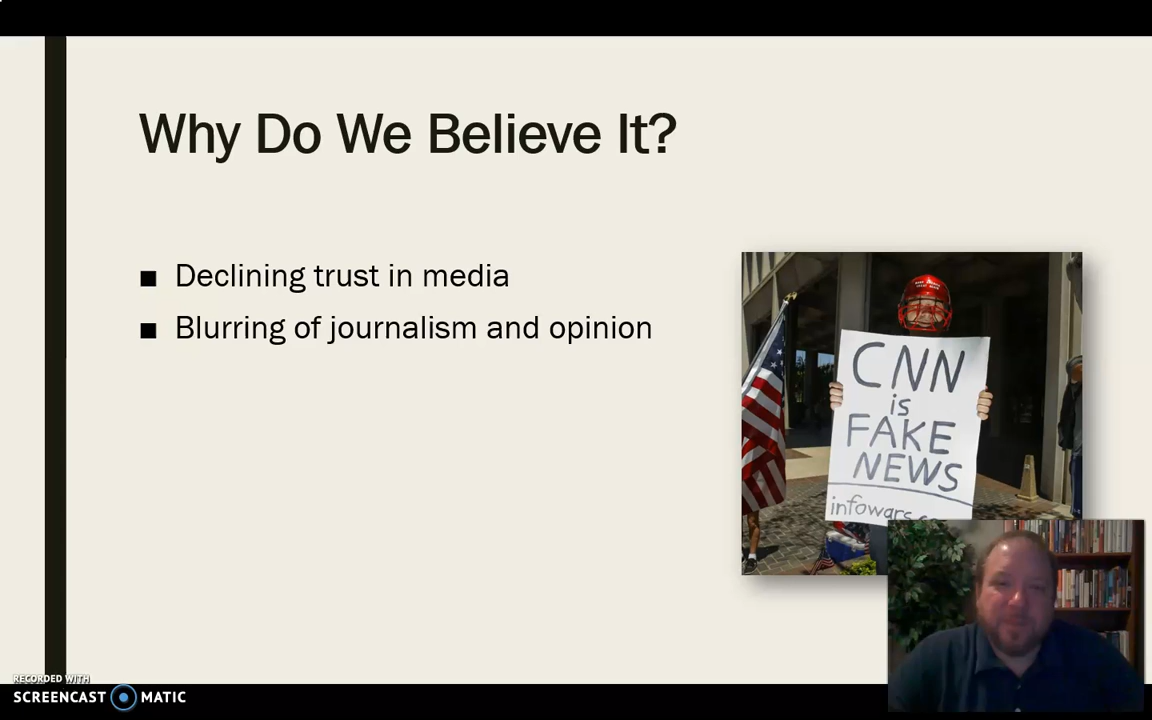 Why Do We Believe It?
■ Declining trust in media
■ Blurring of journalism and opinion
CNN
is
FAKE
NEWS
infowars
RECORDED WITH
SCREENCAST MATIC